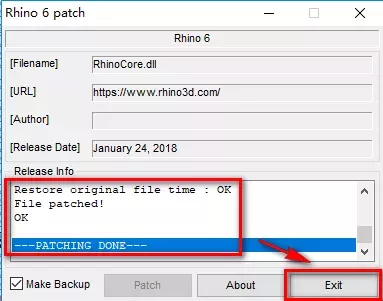 Rhino 6 patch
Rhino 6
[Filename] RhinoCore.dll
[URL] https://www.rhino3d.com/
[Author]
[Release Date] January 24, 2018
Release Info
Restore original file time : OK
File patched!
OK
---PATCHING DONE---
Make Backup Patch About Exit